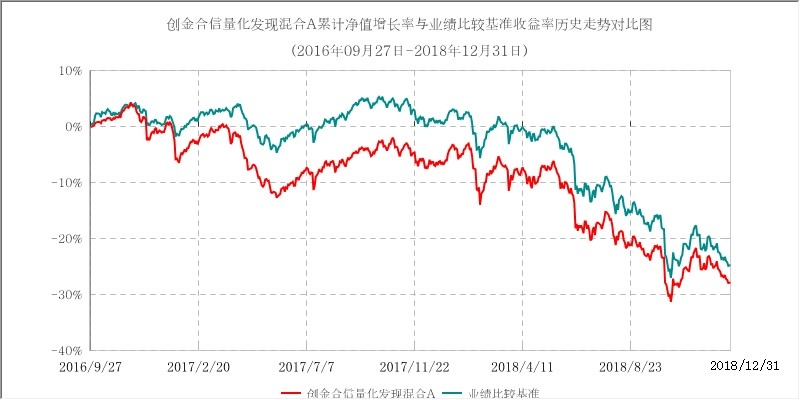 创金合信量化发现混合A累计净值增长率与业绩比较基准收益率历史走势对比图
(2016年09月27日-2018年12月31日)
10%
0%
-10%
-20%
-30%
-40%
2016/9/27 2017/2/20 2017/7/7 2017/11/22 2018/4/11 2018/8/23 2018/12/31
创金合信量化发现混合A 业绩比较基准